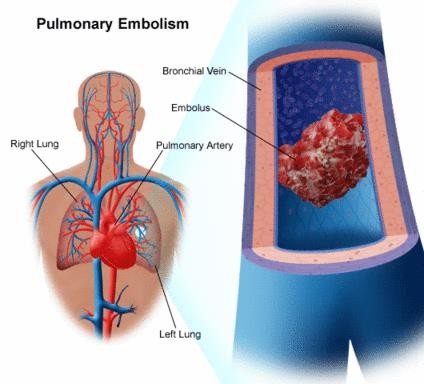 Pulmonary Embolism
Bronchial Vein
Embolus
Right Lung
Pulmonary Artery
Left Lung